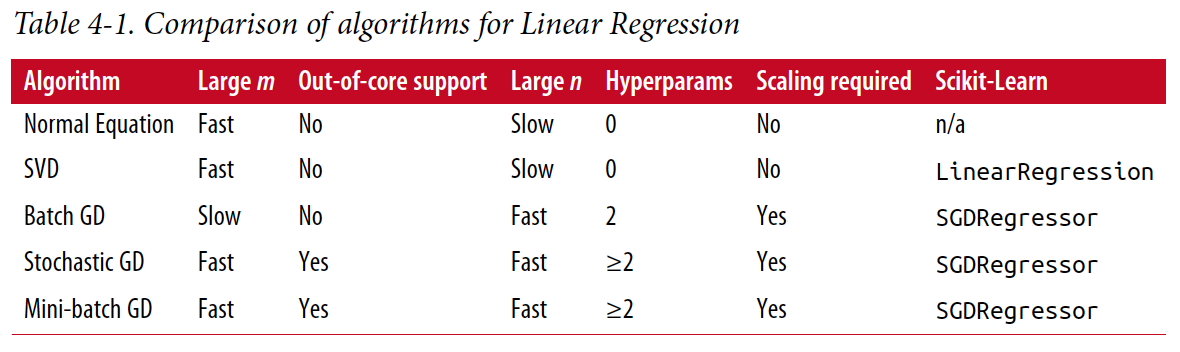 Table 4-1. Comparison of algorithms for Linear Regression
Algorithm Large m Out-of-core support Large n Hyperparams Scaling required Scikit-Learn
Normal Equation Fast No Slow 0 No n/a
SVD Fast No Slow 0 No LinearRegression
Batch GD Slow No Fast 2 Yes SGDRegressor
Stochastic GD Fast Yes Fast ≥2 Yes SGDRegressor
Mini-batch GD Fast Yes Fast ≥2 Yes SGDRegressor